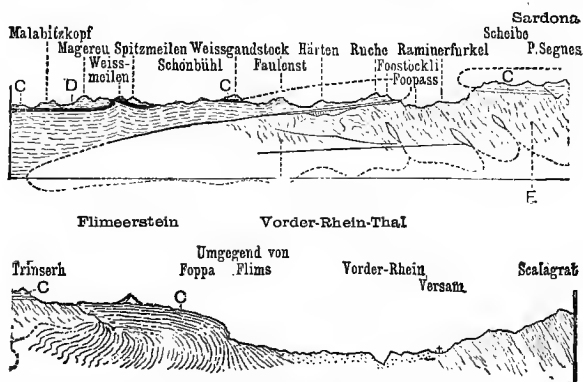 Sardona
Malabitzkopf Scheibe
Magereu Spitzmeilen Weissgandstock Härten Ruche Raminerfurkel P. Segnes
Weiss- Schönbühl Faulenst Foostöckli
meilen Foopass
C D C C
E
Flimserstein Vorder-Rhein-Thal
Umgegend von
Trinserh Foppa Flims Vorder-Rhein Scalagrat
Versam
C C